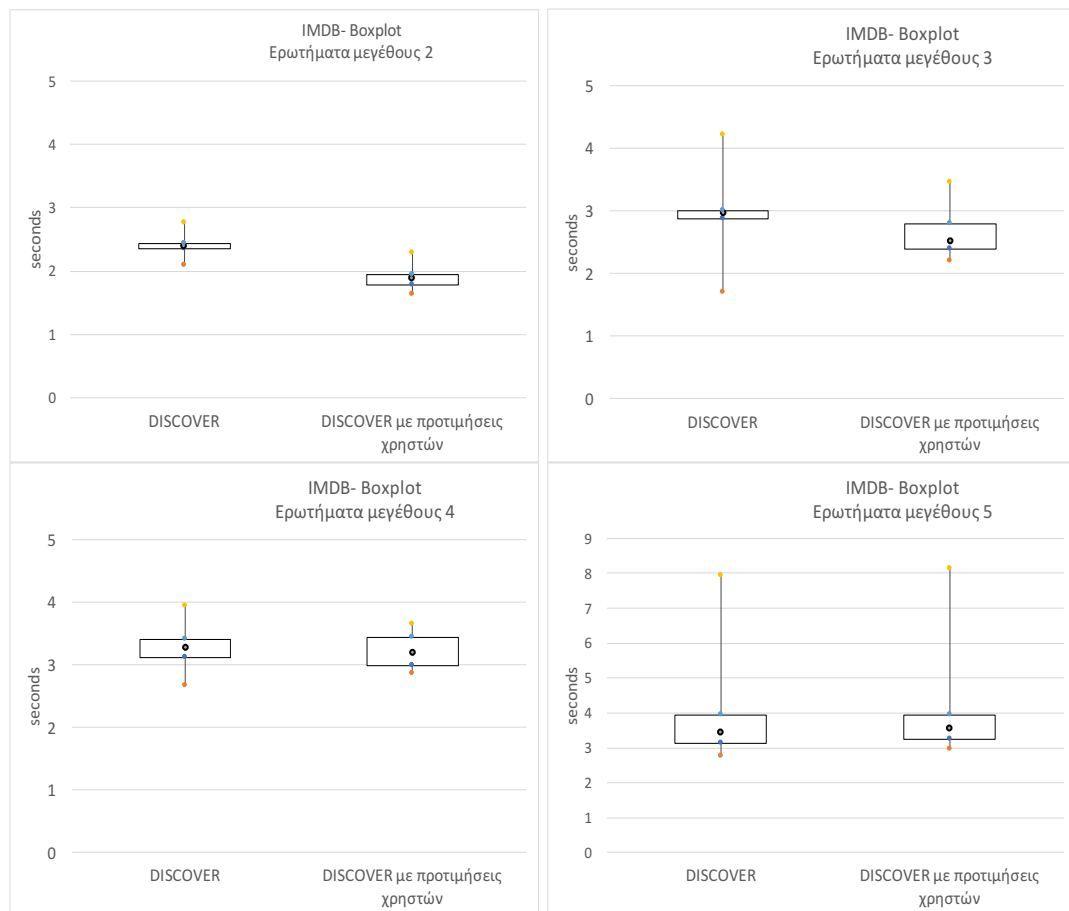 IMDB- Boxplot
Ερωτήματα μεγέθους 2
5
4
3
2
1
0
seconds
DISCOVER
DISCOVER με προτιμήσεις
χρηστών
IMDB- Boxplot
Ερωτήματα μεγέθους 3
5
4
3
2
1
0
seconds
DISCOVER
DISCOVER με προτιμήσεις
χρηστών
IMDB- Boxplot
Ερωτήματα μεγέθους 4
5
4
3
2
1
0
seconds
DISCOVER
DISCOVER με προτιμήσεις
χρηστών
IMDB- Boxplot
Ερωτήματα μεγέθους 5
9
8
7
6
5
4
3
2
1
0
seconds
DISCOVER
DISCOVER με προτιμήσεις
χρηστών